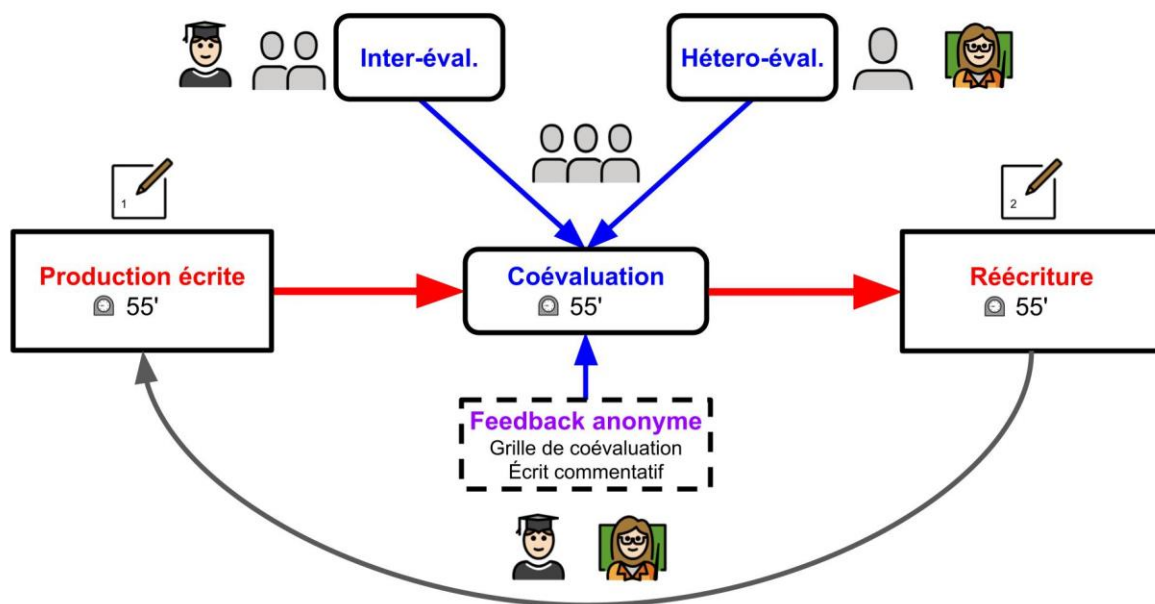 Inter-éval.
Hétero-éval.
1
2
Production écrite
55'
Coévaluation
55'
Réécriture
55'
Feedback anonyme
Grille de coévaluation
Écrit commentatif